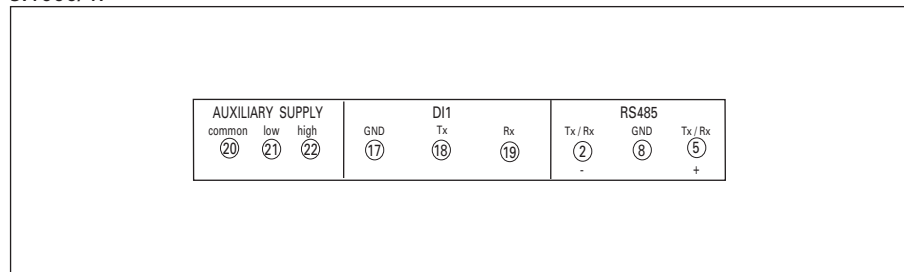 AUXILIARY SUPPLY DI1 RS485
common low high GND Tx Rx Tx / Rx GND Tx / Rx
20 21 22 17 18 19 2 8 5
- +